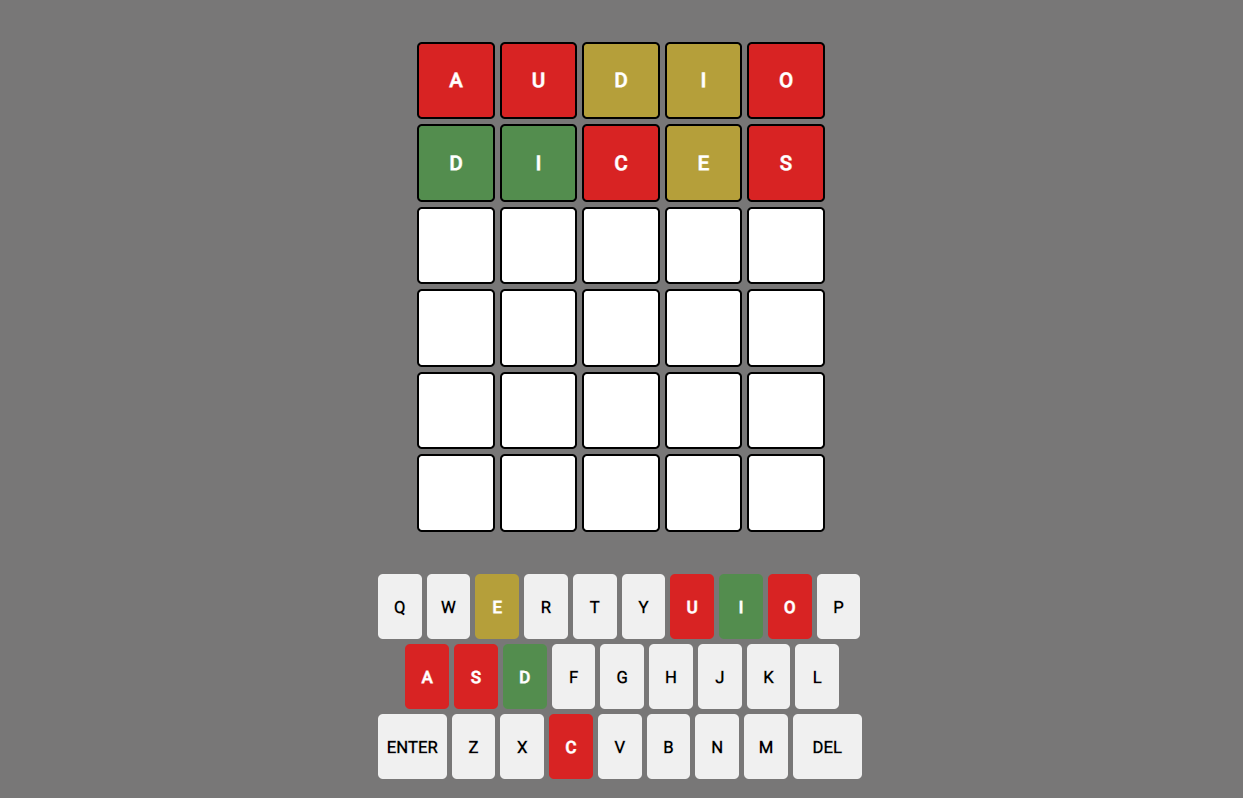 A U D I O
D I C E S
Q W E R T Y U I O P
A S D F G H J K L
ENTER Z X C V B N M DEL